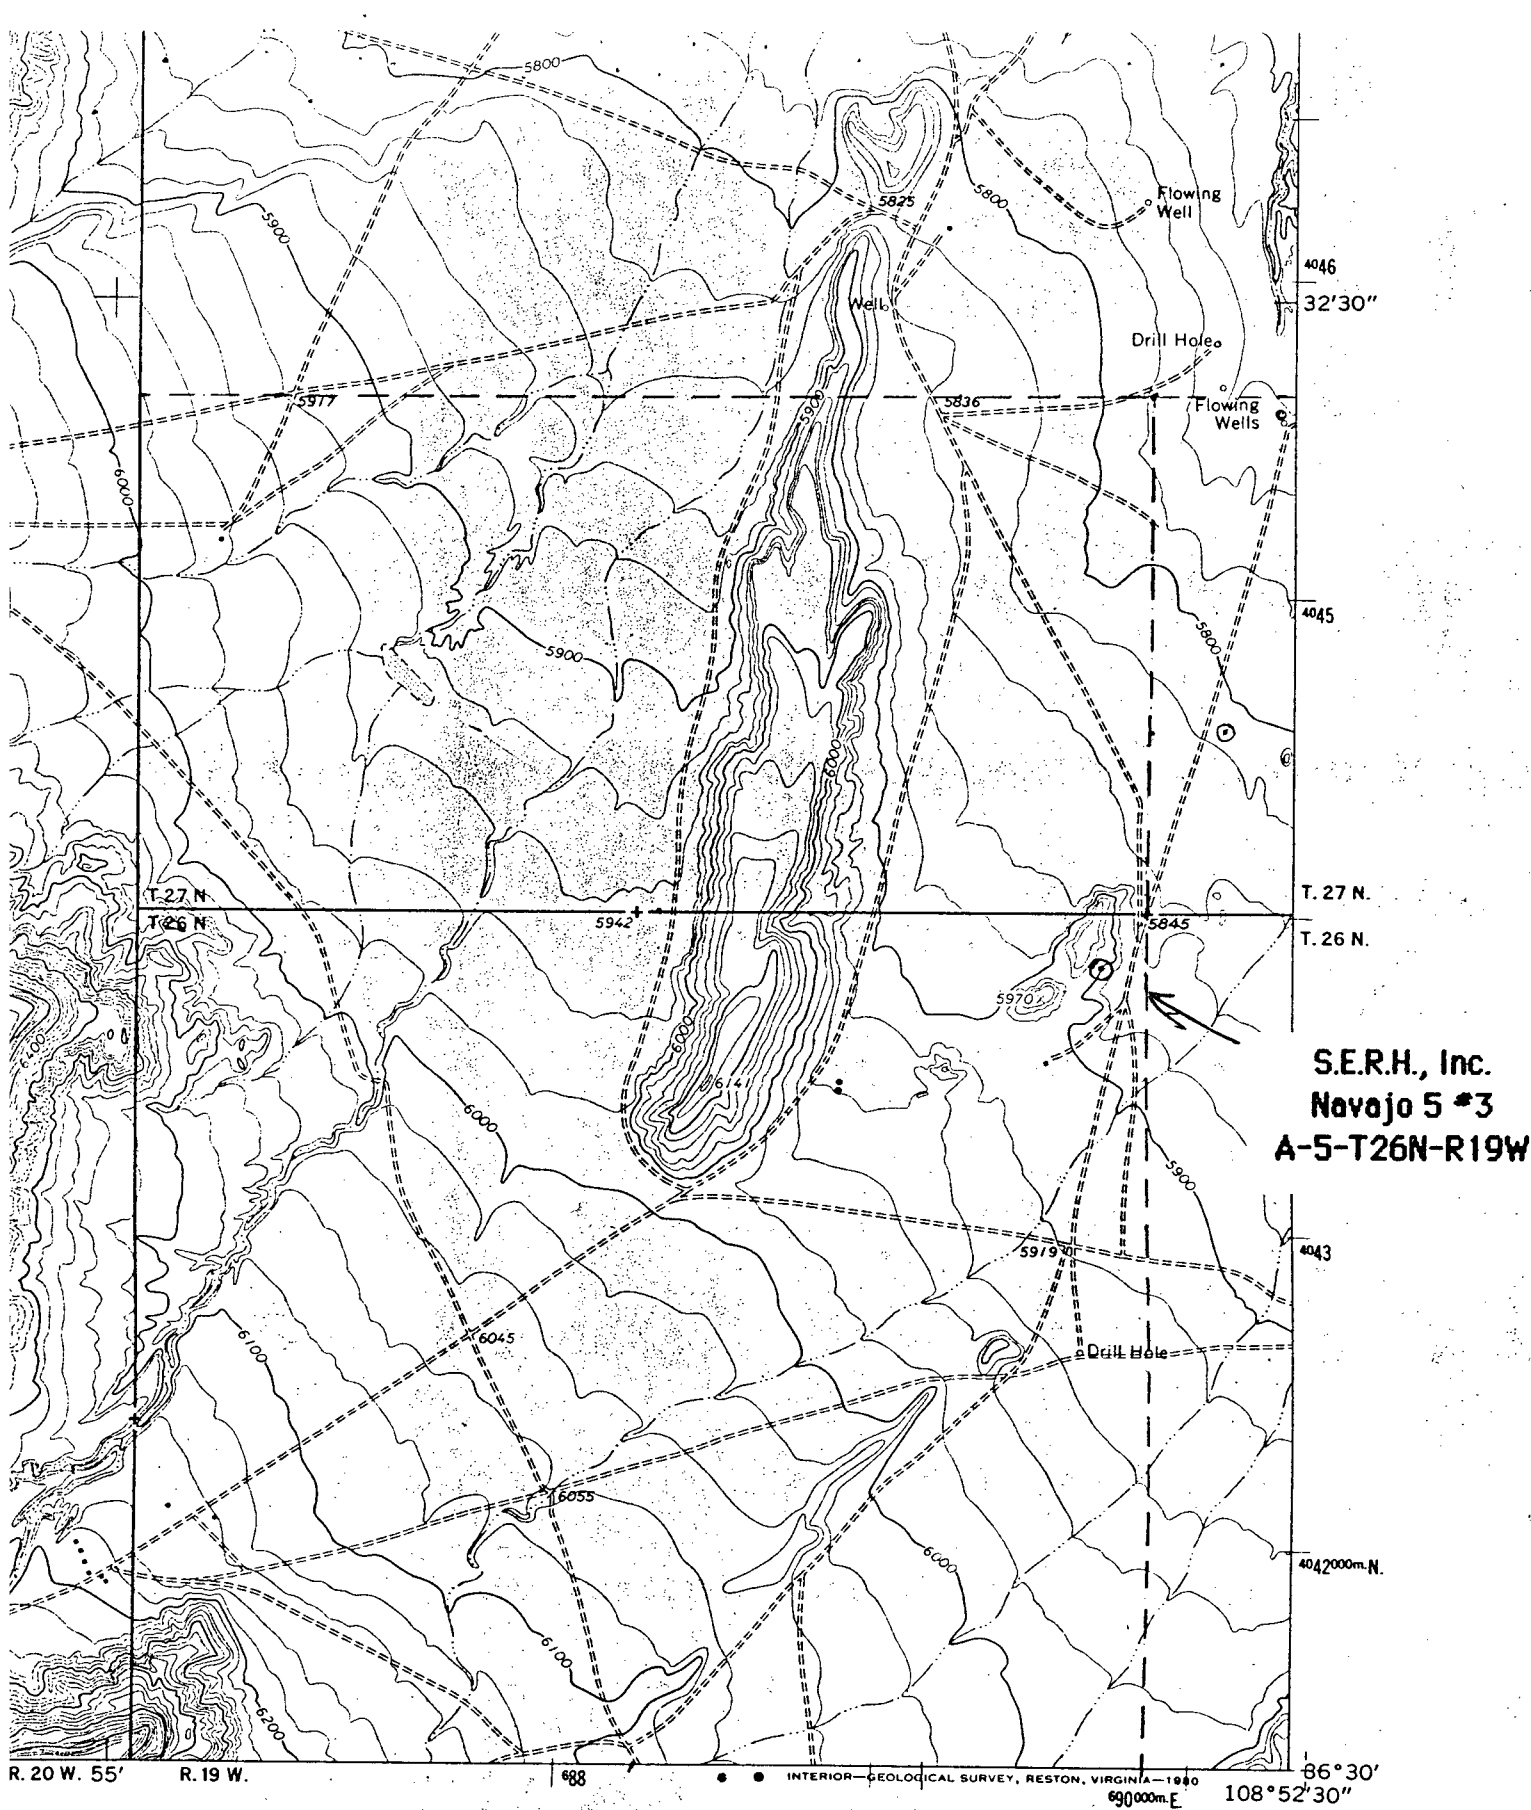 5800
5900
5825
5800
Flowing
Well
4046
32'30"
Well
Drill Hole
5977
5900
5836
Flowing
Wells
6000
4045
5800
5900
6000
T. 27 N
T. 27 N.
5942
T. 26 N
5845
T. 26 N.
5970
6400
6000
6141
6000
S.E.R.H., Inc.
Navajo 5 #3
A-5-T26N-R19W
5900
5919
4043
6100
6045
Drill Hole
6055
6000
4042000m.N.
6100
6200
R. 20 W. 55' R. 19 W.
688
INTERIOR—GEOLOGICAL SURVEY, RESTON, VIRGINIA—1980
36°30'
690000m.E
108°52'30"